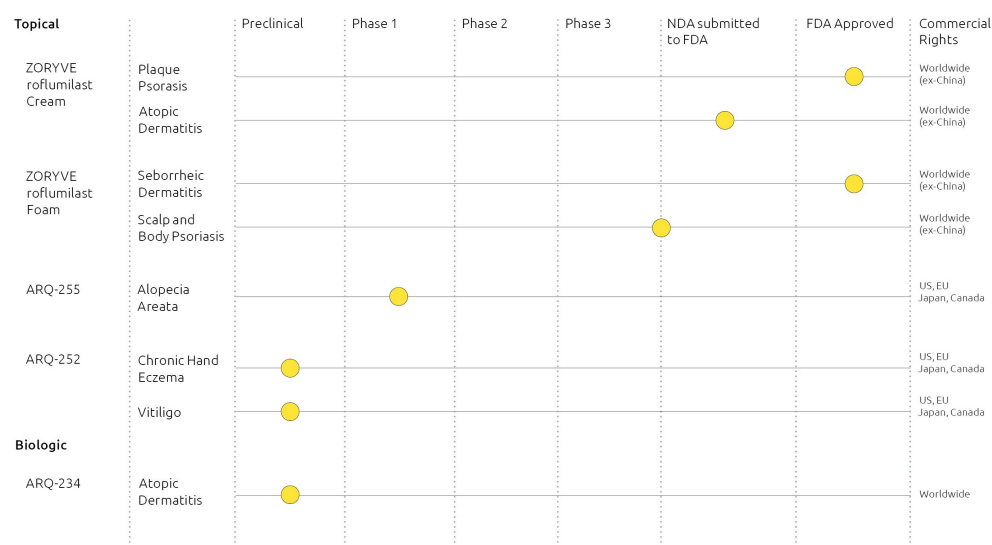 Topical
Preclinical
Phase 1
Phase 2
Phase 3
NDA submitted
to FDA
FDA Approved
Commercial
Rights
ZORYVE
roflumilast
Cream
Plaque
Psorasis
Worldwide
(ex-China)
Atopic
Dermatitis
Worldwide
(ex-China)
ZORYVE
roflumilast
Foam
Seborrheic
Dermatitis
Worldwide
(ex-China)
Scalp and
Body Psoriasis
Worldwide
(ex-China)
ARQ-255
Alopecia
Areata
US, EU
Japan, Canada
ARQ-252
Chronic Hand
Eczema
US, EU
Japan, Canada
Vitiligo
US, EU
Japan, Canada
Biologic
ARQ-234
Atopic
Dermatitis
Worldwide